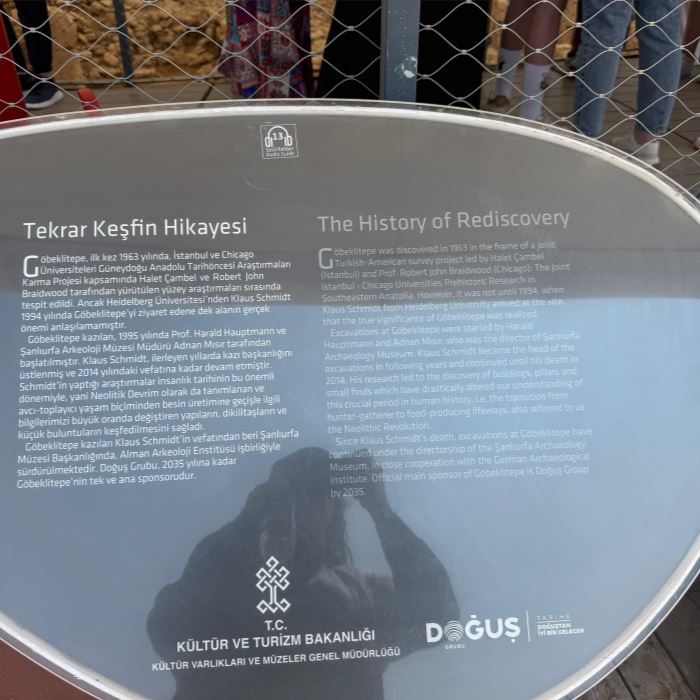 13
Sesli Rehber
Audio Guide
Tekrar Keşfin Hikayesi
Göbeklitepe, ilk kez 1963 yılında, İstanbul ve Chicago
Üniversiteleri Güneydoğu Anadolu Tarihöncesi Araştırmaları
Karma Projesi kapsamında Halet Çambel ve Robert John
Braidwood tarafından yürütülen yüzey araştırmaları sırasında
tespit edildi. Ancak Heidelberg Üniversitesi'nden Klaus Schmidt
1994 yılında Göbeklitepe'yi ziyaret edene dek alanın gerçek
önemi anlaşılamamıştır.
Göbeklitepe kazıları, 1995 yılında Prof. Harald Hauptmann ve
Şanlıurfa Arkeoloji Müzesi Müdürü Adnan Mısır tarafından
başlatılmıştır. Klaus Schmidt, ilerleyen yıllarda kazı başkanlığını
üstlenmiş ve 2014 yılındaki vefatına kadar devam etmiştir.
Schmidt'in yaptığı araştırmalar insanlık tarihinin bu önemli
dönemiyle, yani Neolitik Devrim olarak da tanımlanan ve
avcı-toplayıcı yaşam biçiminden besin üretimine geçişle ilgili
bilgilerimizi büyük oranda değiştiren yapıların, dikilitaşların ve
küçük buluntuların keşfedilmesini sağladı.
Göbeklitepe kazıları Klaus Schmidt'in vefatından beri Şanlıurfa
Müzesi Başkanlığında, Alman Arkeoloji Enstitüsü işbirliğiyle
sürdürülmektedir. Doğuş Grubu, 2035 yılına kadar
Göbeklitepe'nin tek ve ana sponsorudur.
The History of Rediscovery
Göbeklitepe was discovered in 1963 in the frame of a joint
Turkish-American survey project led by Halet Çambel
(Istanbul) and Prof. Robert John Braidwood (Chicago): The Joint
Istanbul - Chicago Universities Prehistoric Research in
Southeastern Anatolia. However, it was not until 1994, when
Klaus Schmidt from Heidelberg University arrived at the site,
that the true significance of Göbeklitepe was realized.
Excavations at Göbeklitepe were started by Harald
Hauptmann and Adnan Mısır, who was the director of Şanlıurfa
Archaeology Museum. Klaus Schmidt became the head of the
excavations in following years and continued until his death in
2014. His research led to the discovery of buildings, pillars and
small finds which have drastically altered our understanding of
this crucial period in human history, i.e. the transition from
hunter-gatherer to food-producing lifeways, also referred to as
the Neolithic Revolution.
Since Klaus Schmidt's death, excavations at Göbeklitepe have
continued under the directorship of the Şanlıurfa Archaeology
Museum, in close cooperation with the German Archaeological
Institute. Official main sponsor of Göbeklitepe is Doğuş Group
by 2035.
T.C.
KÜLTÜR VE TURİZM BAKANLIĞI
KÜLTÜR VARLIKLARI VE MÜZELER GENEL MÜDÜRLÜĞÜ
DOĞUŞ
GRUBU
TARİHE
DOĞUŞTAN
İYİ BİR GELECEK